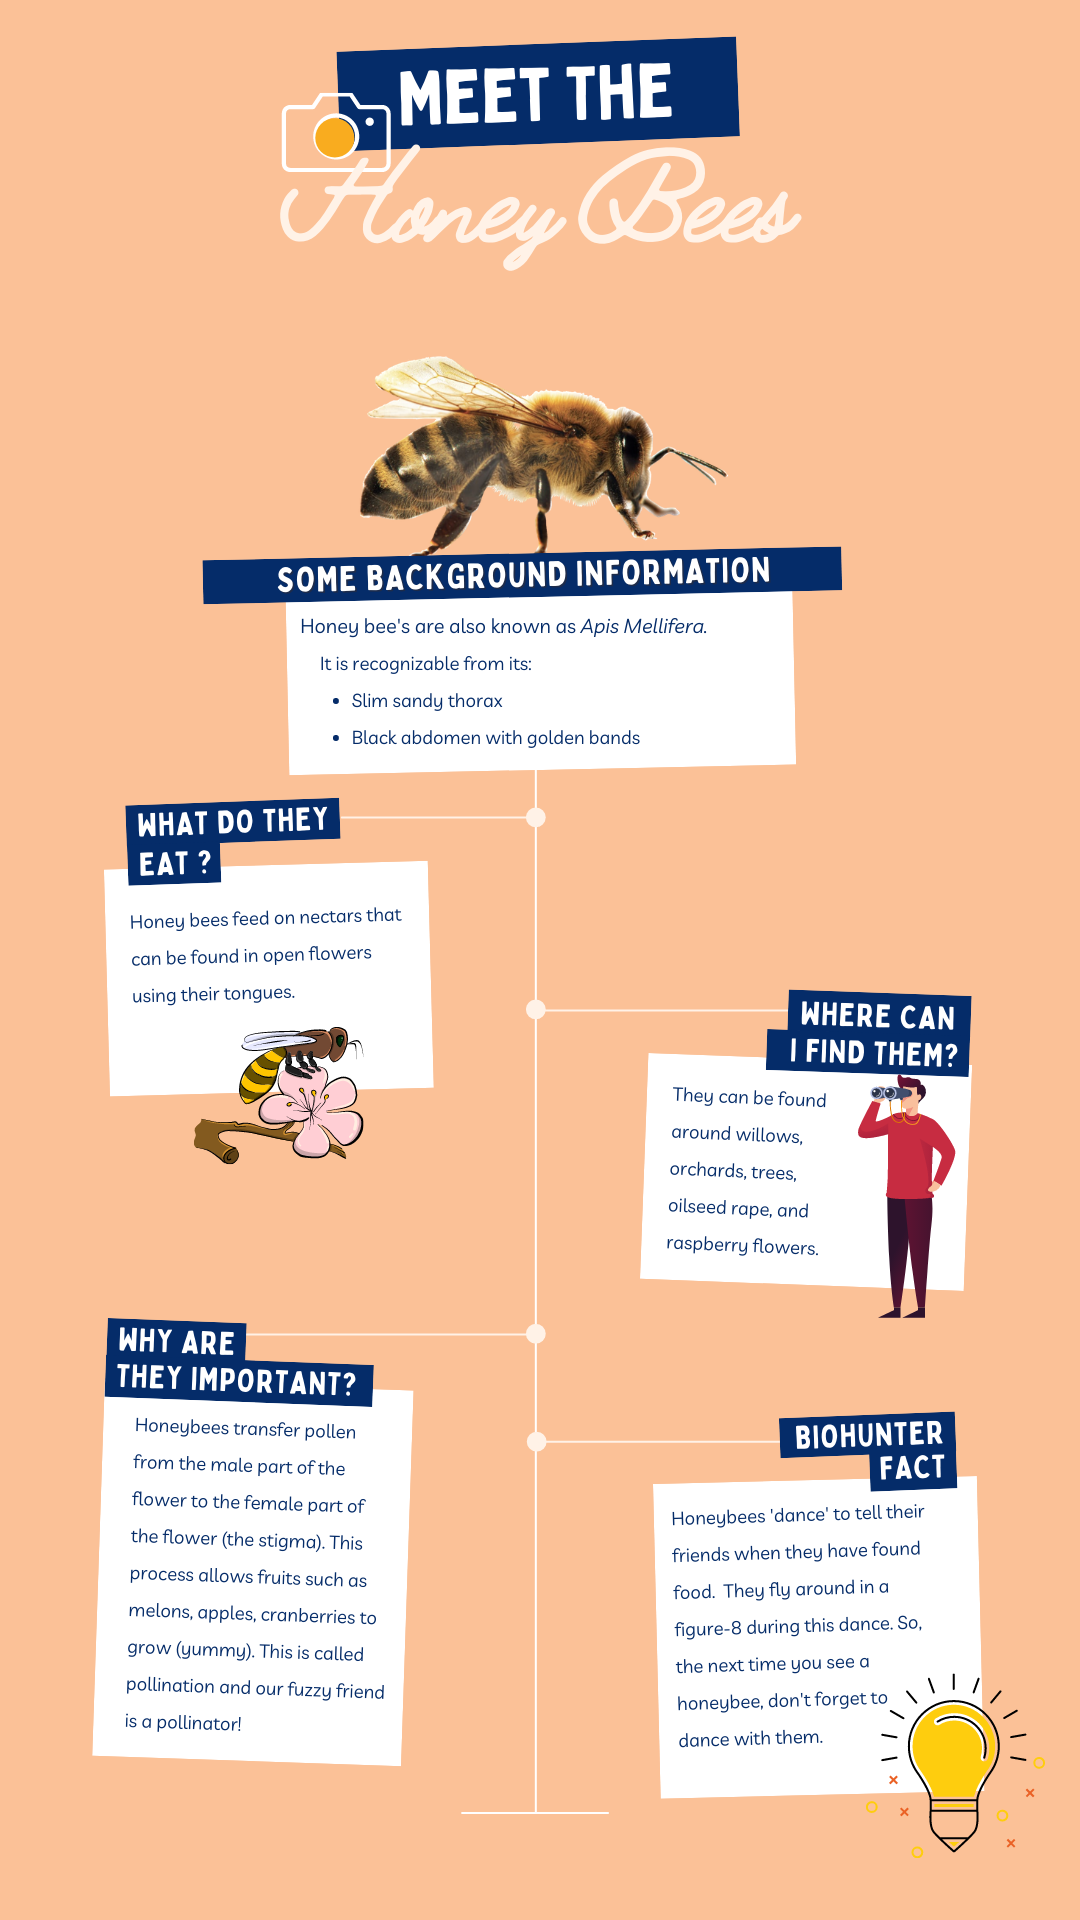 MEET THE
Honey Bees
SOME BACKGROUND INFORMATION
Honey bee's are also known as Apis Mellifera.
It is recognizable from its:
• Slim sandy thorax
• Black abdomen with golden bands
WHAT DO THEY
EAT ?
Honey bees feed on nectars that
can be found in open flowers
using their tongues.
WHERE CAN
I FIND THEM?
They can be found
around willows,
orchards, trees,
oilseed rape, and
raspberry flowers.
WHY ARE
THEY IMPORTANT?
Honeybees transfer pollen
from the male part of the
flower to the female part of
the flower (the stigma). This
process allows fruits such as
melons, apples, cranberries to
grow (yummy). This is called
pollination and our fuzzy friend
is a pollinator!
BIOHUNTER
FACT
Honeybees 'dance' to tell their
friends when they have found
food. They fly around in a
figure-8 during this dance. So,
the next time you see a
honeybee, don't forget to
dance with them.